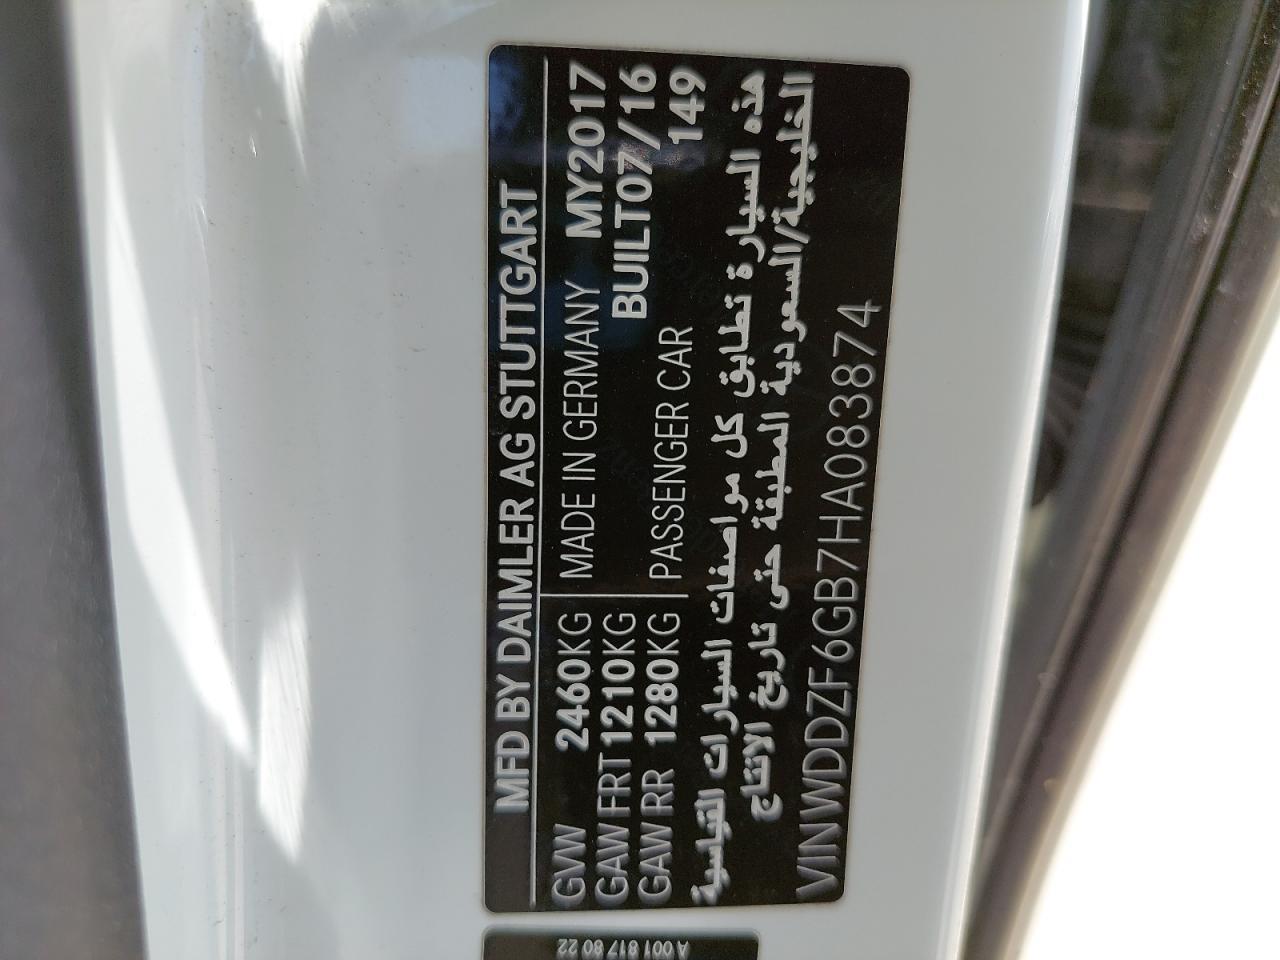 MFD BY DAIMLER AG STUTTGART
GVW 2460KG MADE IN GERMANY MY2017
GAW FRT 1210KG BUILT07/16
GAW RR 1280KG PASSENGER CAR 149
هذه السيارة تطابق كل مواصفات السيارات القياسية
الخليجية/السعودية المطبقة حتى تاريخ الانتاج
VINWDDZF6GB7HA083874
A 001 817 80 22